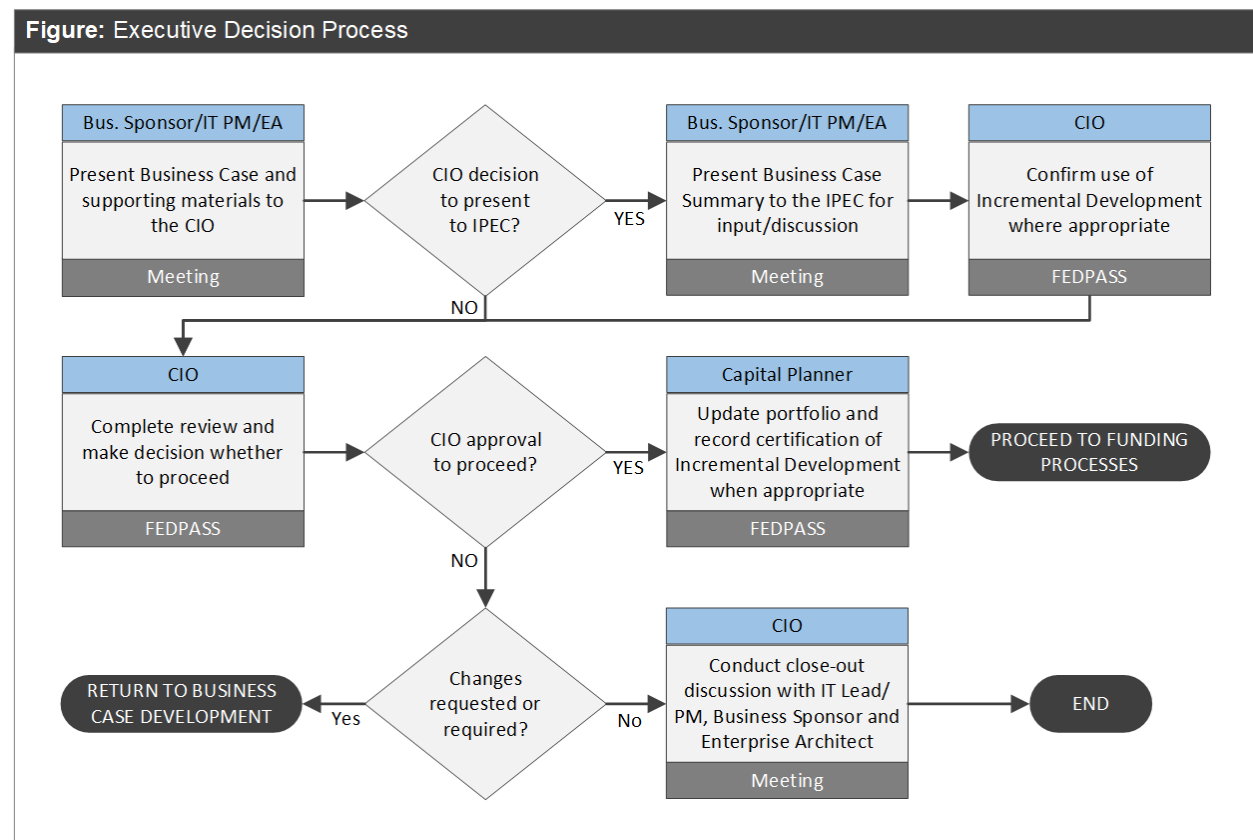 Figure: Executive Decision Process
Bus. Sponsor/IT PM/EA
Present Business Case and
supporting materials to
the CIO
Meeting
CIO decision
to present
to IPEC?
YES
NO
Bus. Sponsor/IT PM/EA
Present Business Case
Summary to the IPEC for
input/discussion
Meeting
CIO
Confirm use of
Incremental Development
where appropriate
FEDPASS
CIO
Complete review and
make decision whether
to proceed
FEDPASS
CIO approval
to proceed?
YES
NO
Capital Planner
Update portfolio and
record certification of
Incremental Development
when appropriate
FEDPASS
PROCEED TO FUNDING
PROCESSES
RETURN TO BUSINESS
CASE DEVELOPMENT
Yes
Changes
requested or
required?
No
CIO
Conduct close-out
discussion with IT Lead/
PM, Business Sponsor and
Enterprise Architect
Meeting
END